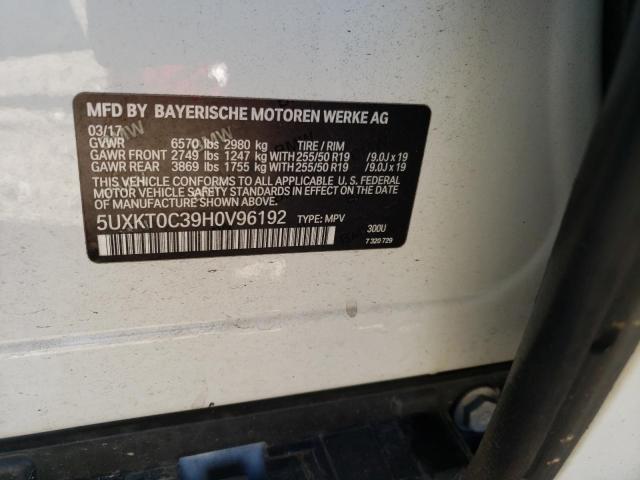 MFD BY BAYERISCHE MOTOREN WERKE AG
03/17
GVWR 6570 lbs 2980 kg TIRE / RIM
GAWR FRONT 2749 lbs 1247 kg WITH 255/50 R19 /9.0J x 19
GAWR REAR 3869 lbs 1755 kg WITH 255/50 R19 /9.0J x 19
THIS VEHICLE CONFORMS TO ALL APPLICABLE U. S. FEDERAL
MOTOR VEHICLE SAFETY STANDARDS IN EFFECT ON THE DATE
OF MANUFACTURE SHOWN ABOVE.
5UXKT0C39H0V96192 TYPE: MPV
300U
7 320 729